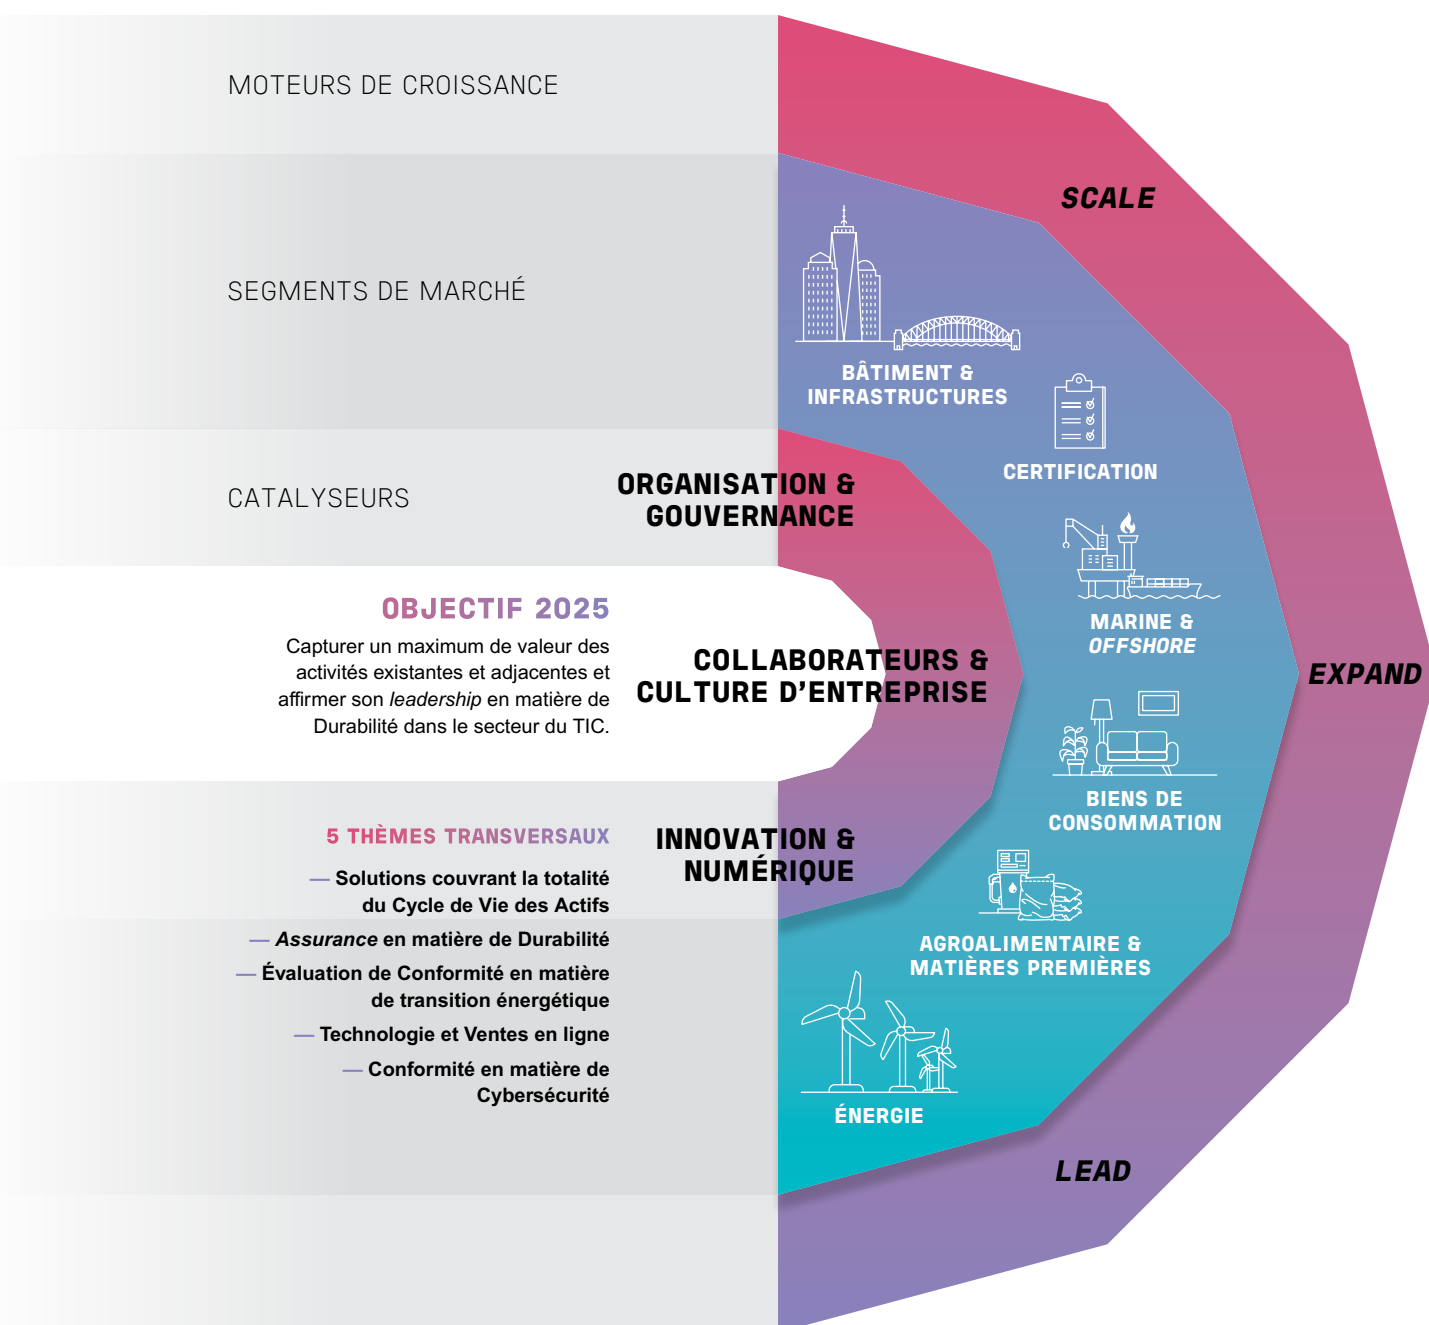 MOTEURS DE CROISSANCE
SCALE
EXPAND
LEAD
SEGMENTS DE MARCHÉ
BÂTIMENT &
INFRASTRUCTURES
CERTIFICATION
MARINE &
OFFSHORE
BIENS DE
CONSOMMATION
AGROALIMENTAIRE &
MATIÈRES PREMIÈRES
ÉNERGIE
CATALYSEURS
ORGANISATION &
GOUVERNANCE
COLLABORATEURS &
CULTURE D’ENTREPRISE
INNOVATION &
NUMÉRIQUE
OBJECTIF 2025
Capturer un maximum de valeur des
activités existantes et adjacentes et
affirmer son leadership en matière de
Durabilité dans le secteur du TIC.
5 THÈMES TRANSVERSAUX
— Solutions couvrant la totalité
du Cycle de Vie des Actifs
— Assurance en matière de Durabilité
— Évaluation de Conformité en matière
de transition énergétique
— Technologie et Ventes en ligne
— Conformité en matière de
Cybersécurité